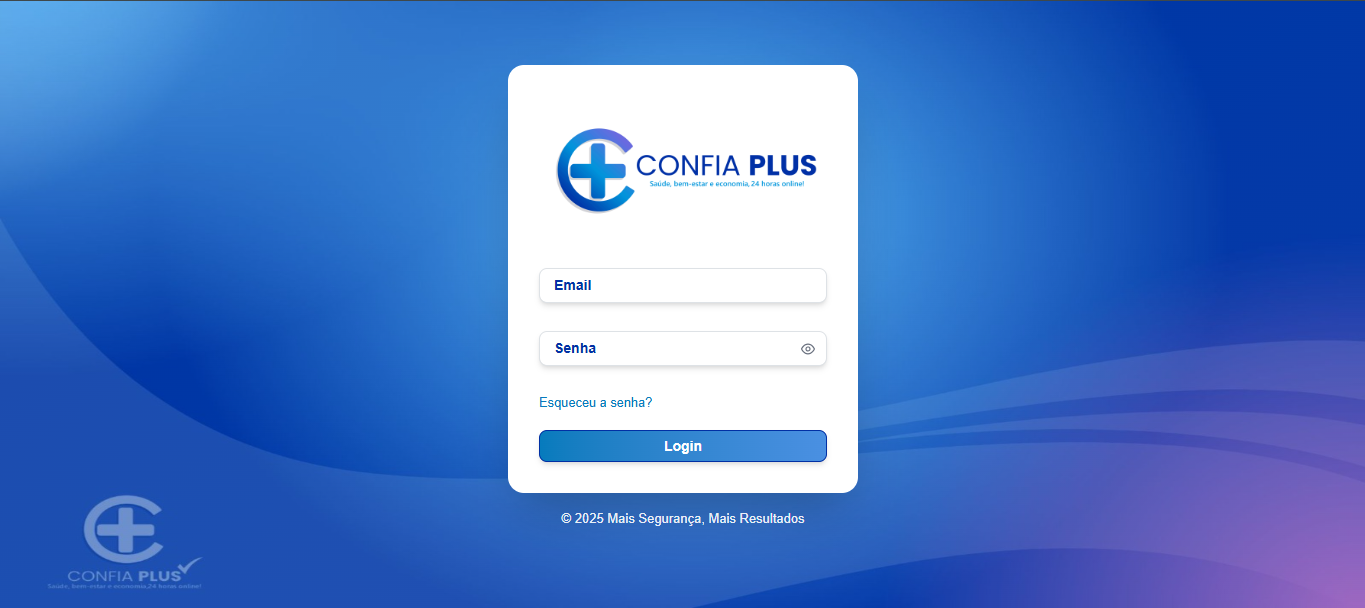 CONFIA PLUS
Saúde, bem-estar e economia, 24 horas online!
Email
Senha
Esqueceu a senha?
Login
© 2025 Mais Segurança, Mais Resultados
CONFIA PLUS
Saúde, bem-estar e economia,24 horas online!